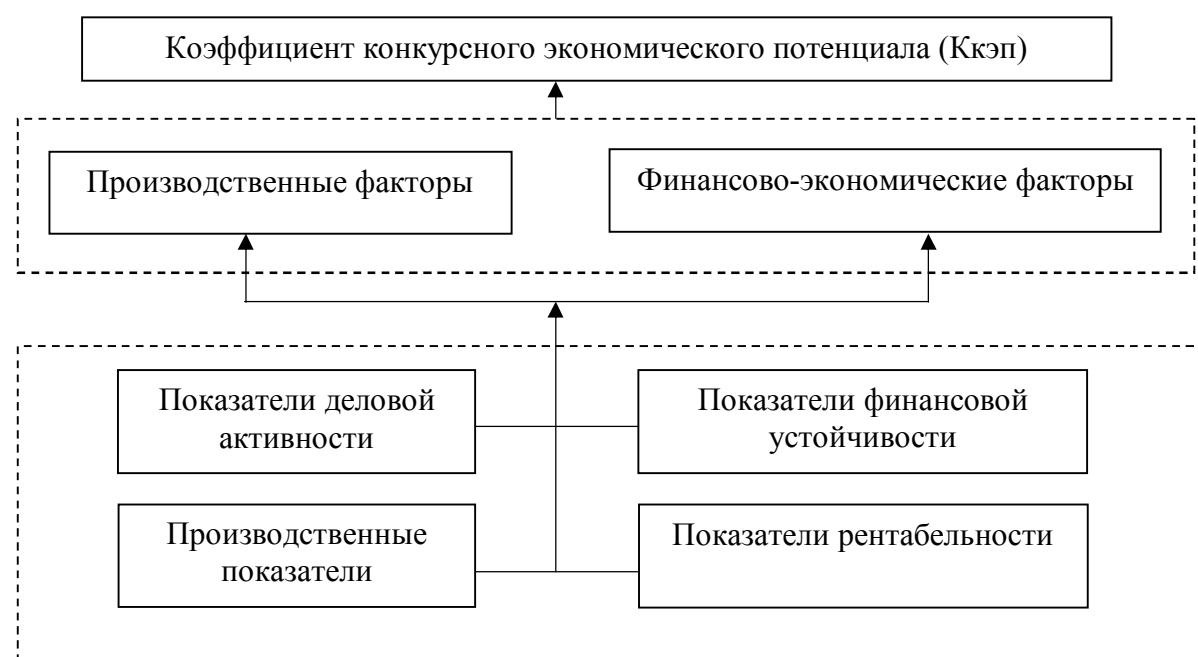 Коэффициент конкурсного экономического потенциала (Ккэп)
Производственные факторы
Финансово-экономические факторы
Показатели деловой
активности
Показатели финансовой
устойчивости
Производственные
показатели
Показатели рентабельности